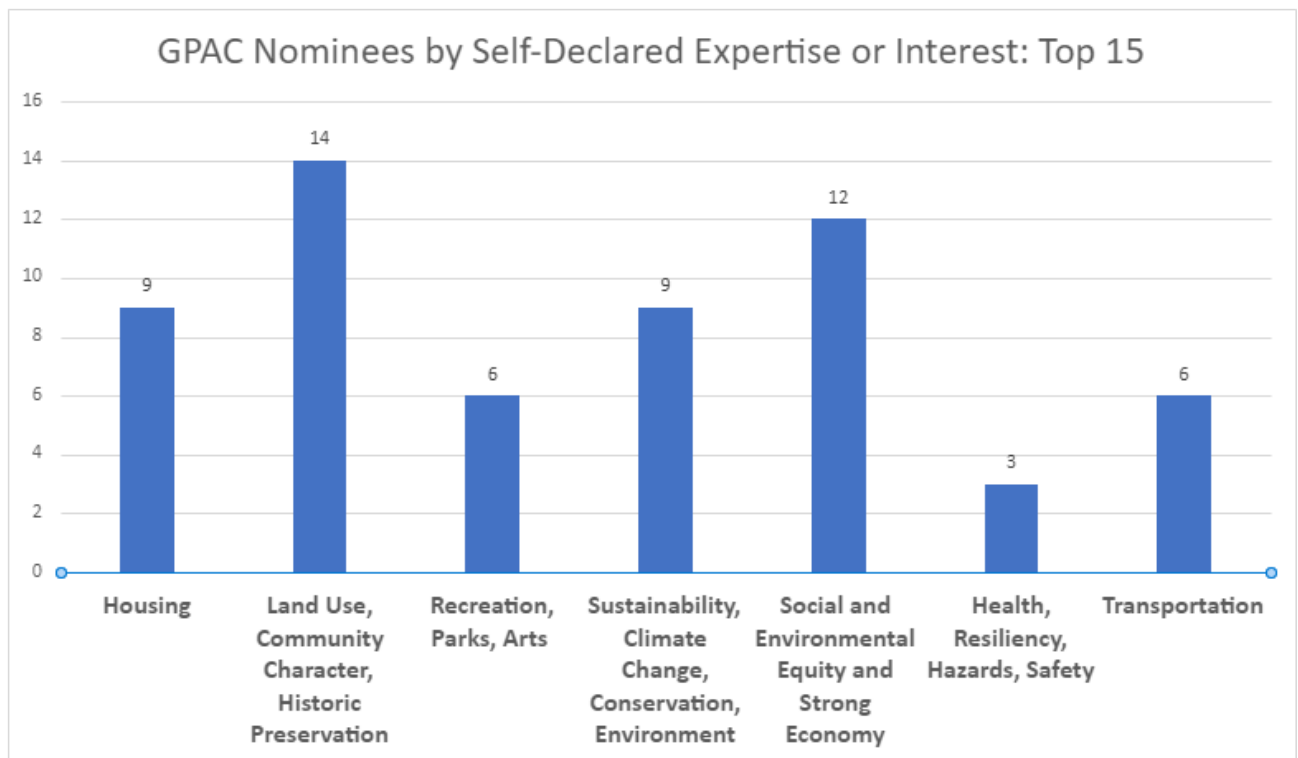 GPAC Nominees by Self-Declared Expertise or Interest: Top 15
16
14
12
10
8
6
4
2
0
9
14
6
9
12
3
6
Housing
Land Use,
Community
Character,
Historic
Preservation
Recreation,
Parks, Arts
Sustainability,
Climate
Change,
Conservation,
Environment
Social and
Environmental
Equity and
Strong
Economy
Health,
Resiliency,
Hazards, Safety
Transportation